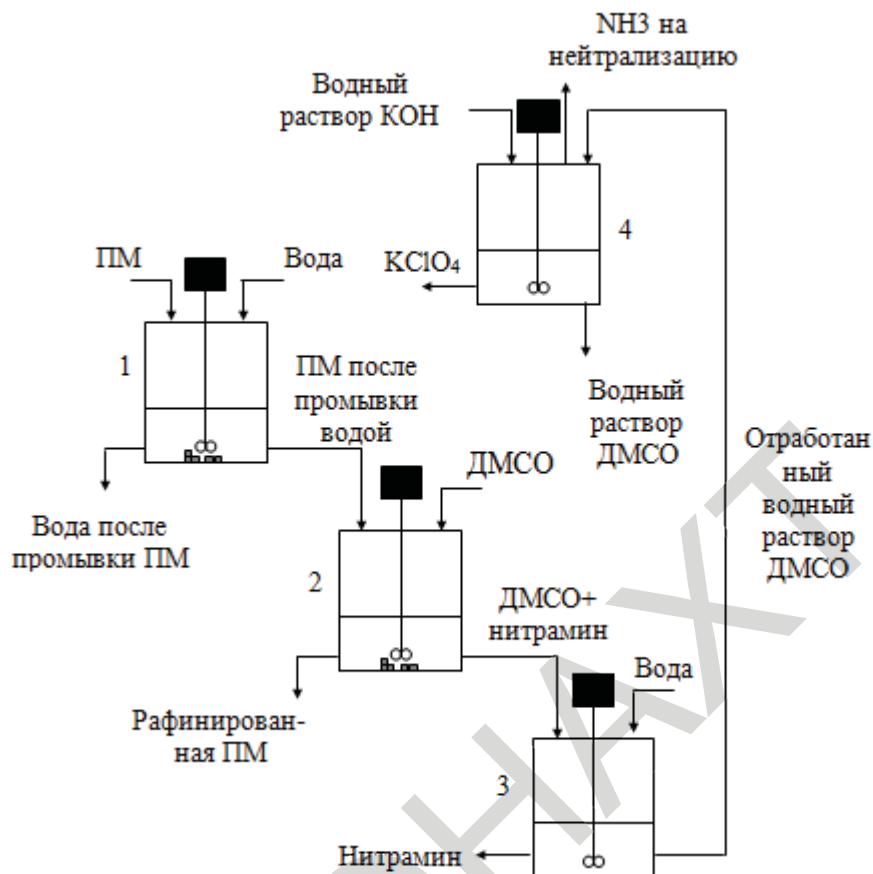 NH3 на
нейтрализацию
Водный
раствор КОН
4
KClO₄
ПМ
Вода
1
ПМ после
промывки
водой
Водный
раствор
ДМСО
Отработан
ный
водный
раствор
ДМСО
ДМСО
Вода после
промывки ПМ
2
ДМСО+
нитрамин
Вода
Рафинирован-
ная ПМ
3
Нитрамин